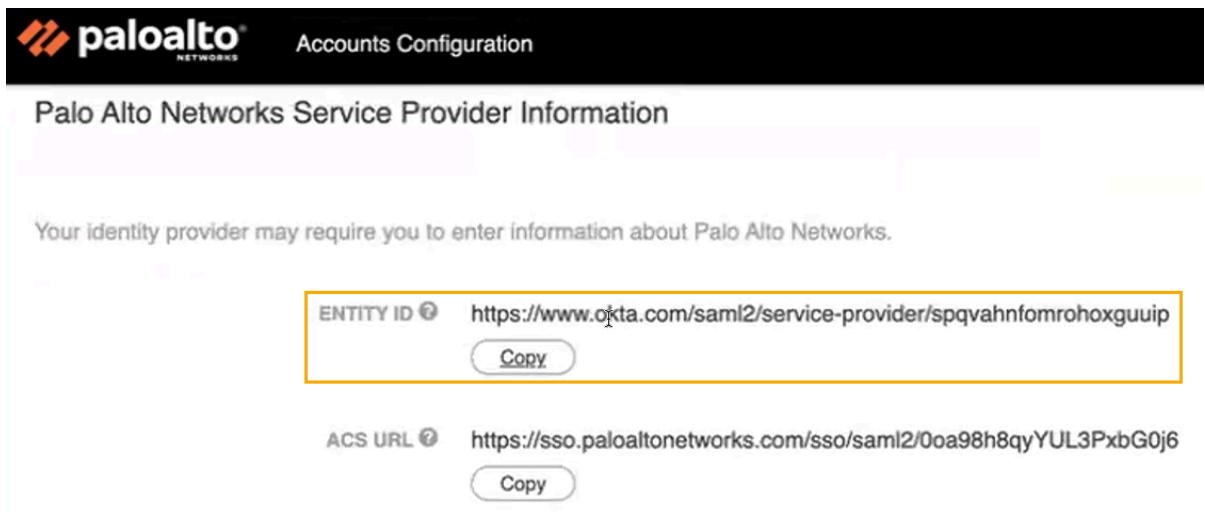 paloalto
NETWORKS
Accounts Configuration
Palo Alto Networks Service Provider Information
Your identity provider may require you to enter information about Palo Alto Networks.
ENTITY ID https://www.okta.com/saml2/service-provider/spqvahnfomrohoxguuip
Copy
ACS URL https://sso.paloaltonetworks.com/sso/saml2/0oa98h8qyYUL3PxbG0j6
Copy